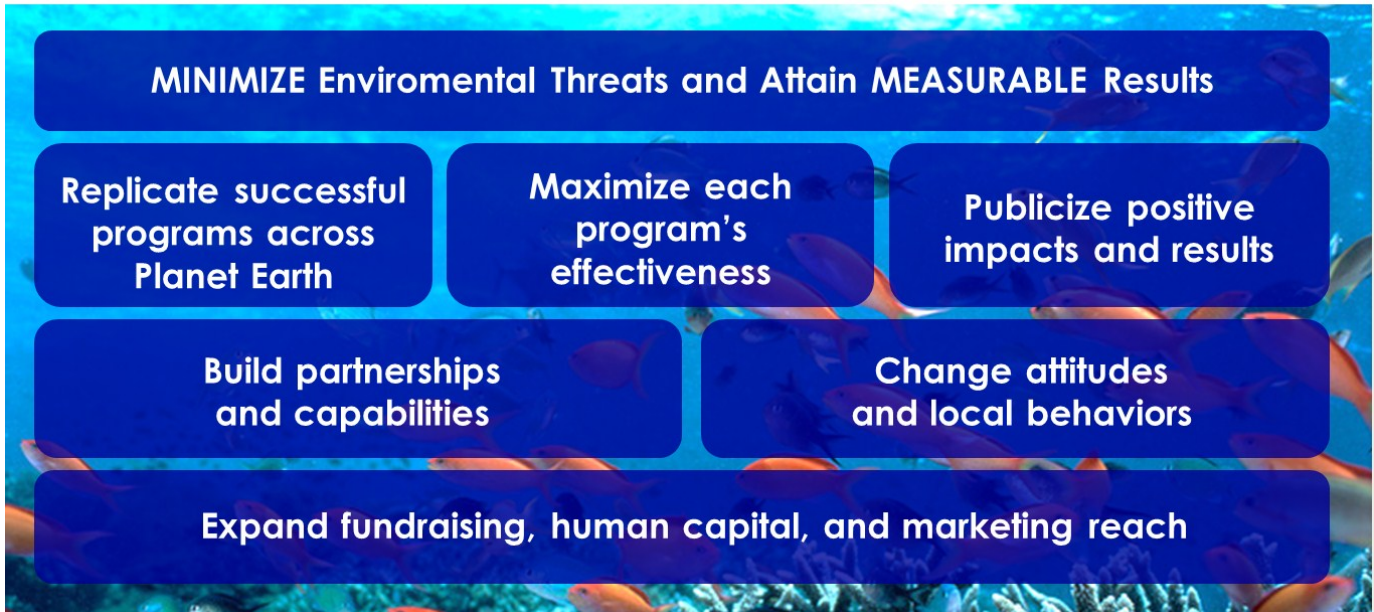 MINIMIZE Enviromental Threats and Attain MEASURABLE Results
Replicate successful
programs across
Planet Earth
Maximize each
program’s
effectiveness
Publicize positive
impacts and results
Build partnerships
and capabilities
Change attitudes
and local behaviors
Expand fundraising, human capital, and marketing reach